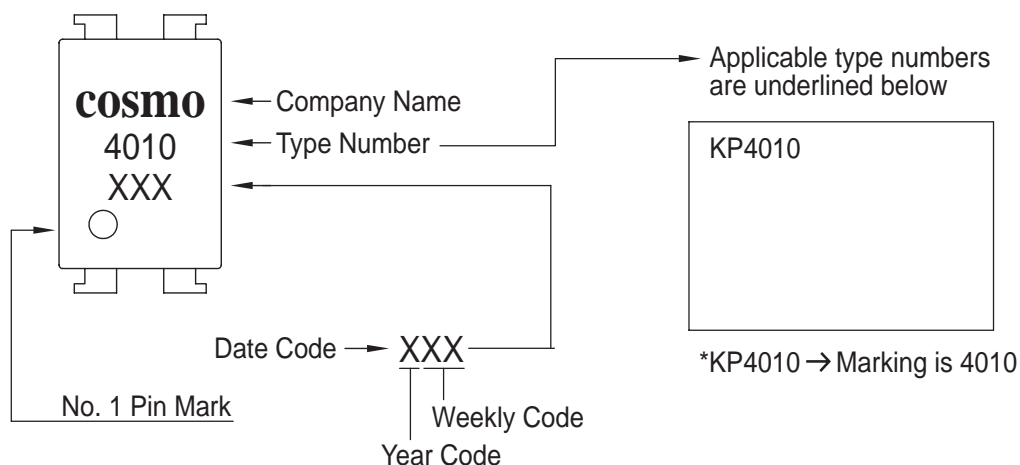 cosmo
4010
XXX
Company Name
Type Number
Applicable type numbers
are underlined below
KP4010
*KP4010 → Marking is 4010
Date Code
XXX
No. 1 Pin Mark
Weekly Code
Year Code